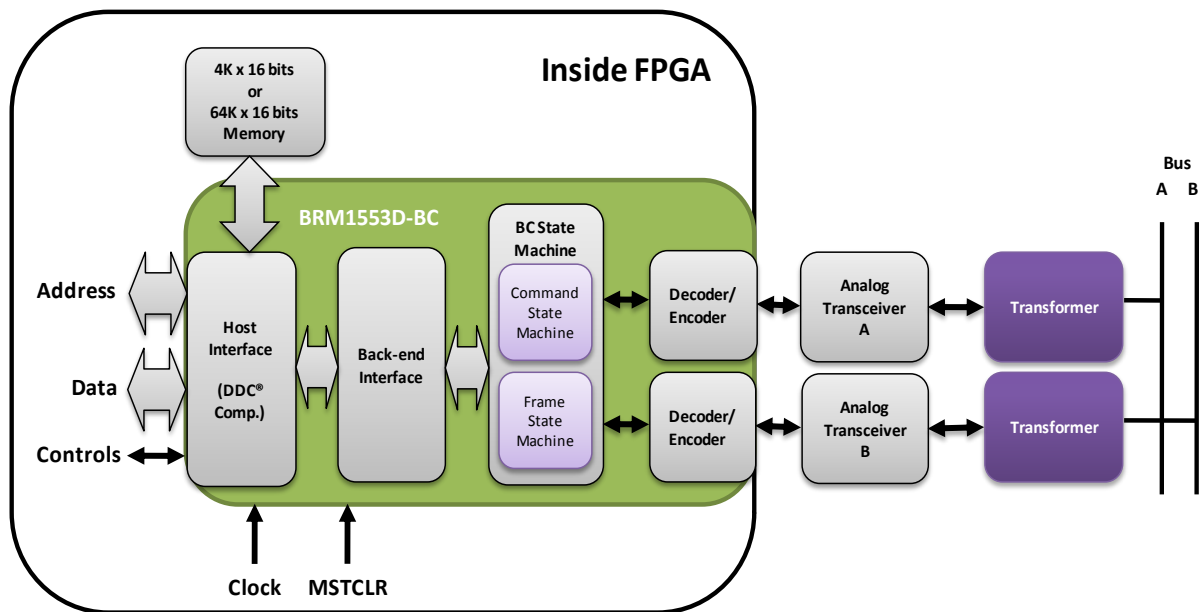 Inside FPGA
4K x 16 bits
or
64K x 16 bits
Memory
Bus
A B
BRM1553D-BC
BC State
Machine
Address
Data
Controls
Host
Interface
(DDC®
Comp.)
Back-end
Interface
Command
State
Machine
Frame
State
Machine
Decoder/
Encoder
Analog
Transceiver
A
Transformer
Decoder/
Encoder
Analog
Transceiver
B
Transformer
Clock MSTCLR